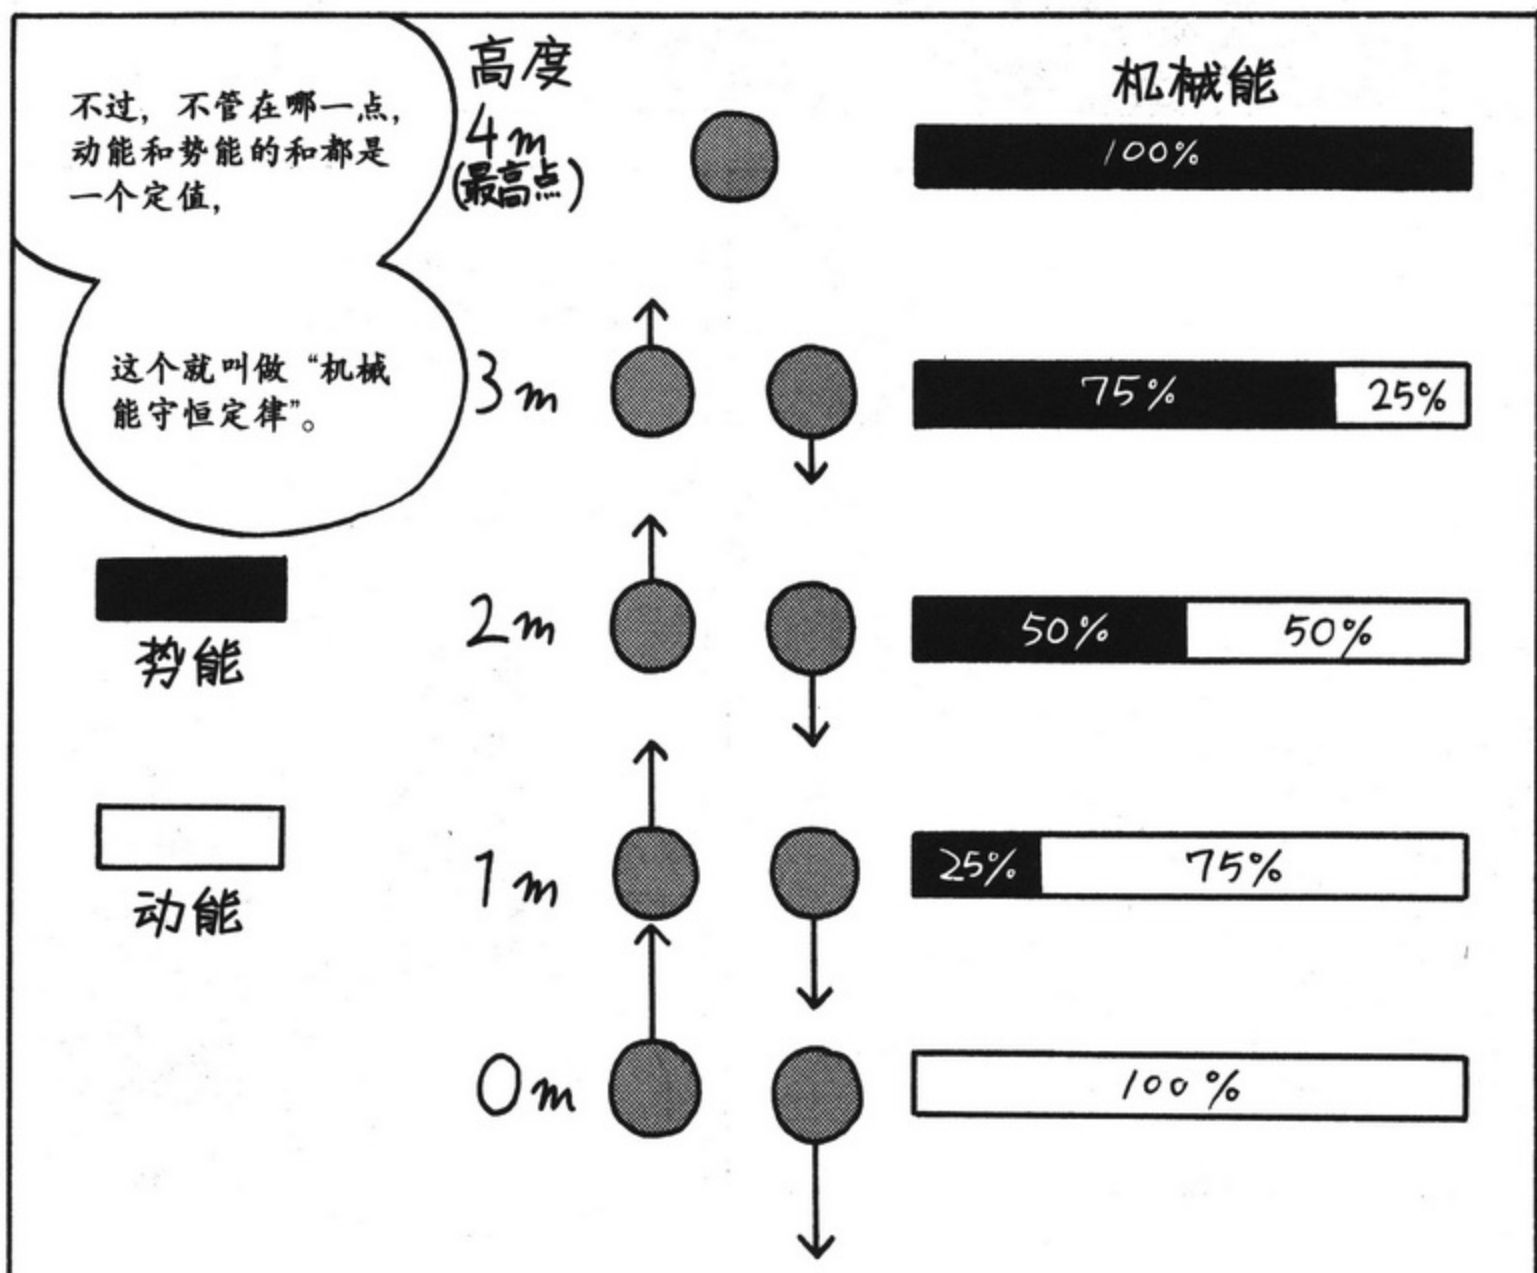 不过，不管在哪一点，
动能和势能的和都是
一个定值，
这个就叫做“机械
能守恒定律”。
势能
动能
高度
机械能
4m
(最高点)
100%
3m
75% 25%
2m
50% 50%
1m
25% 75%
0m
100%